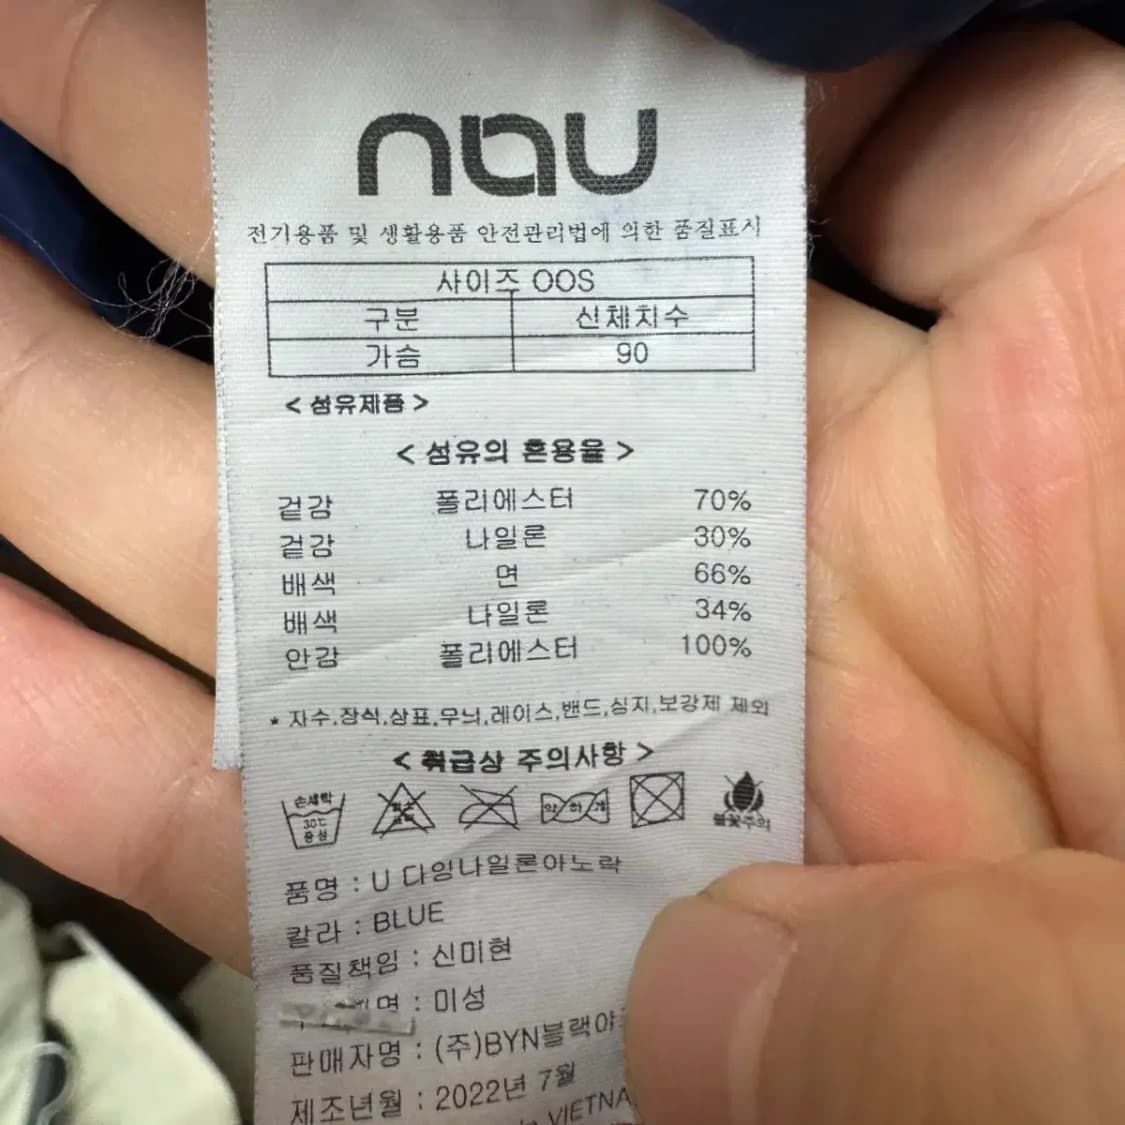 nau
전기용품 및 생활용품 안전관리법에 의한 품질표시
사이즈 OOS
구분 신체치수
가슴 90
< 섬유제품 >
< 섬유의 혼용율 >
겉감 폴리에스터 70%
겉감 나일론 30%
배색 면 66%
배색 나일론 34%
안감 폴리에스터 100%
* 자수,장식,상표,무늬,레이스,밴드,심지,보강제 제외
< 취급상 주의사항 >
손세탁 약하게
30℃
중성 불꽃주의
품명 : U 다잉나일론아노락
칼라 : BLUE
품질책임 : 신미현
명 : 미성
판매자명 : (주)BYN블랙야
제조년월 : 2022년 7월
VIETNA